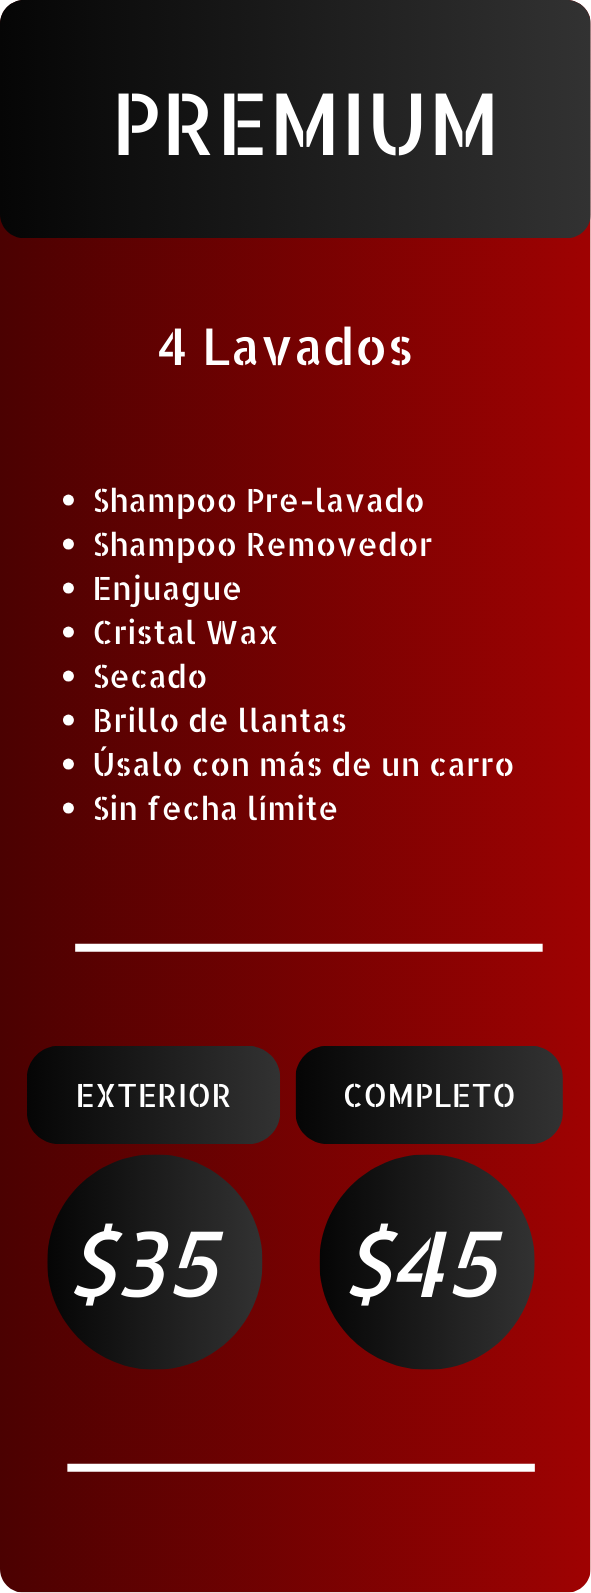 PREMIUM
4 Lavados
• Shampoo Pre-lavado
• Shampoo Removedor
• Enjuague
• Cristal Wax
• Secado
• Brillo de llantas
• Úsalo con más de un carro
• Sin fecha límite
EXTERIOR COMPLETO
$35 $45